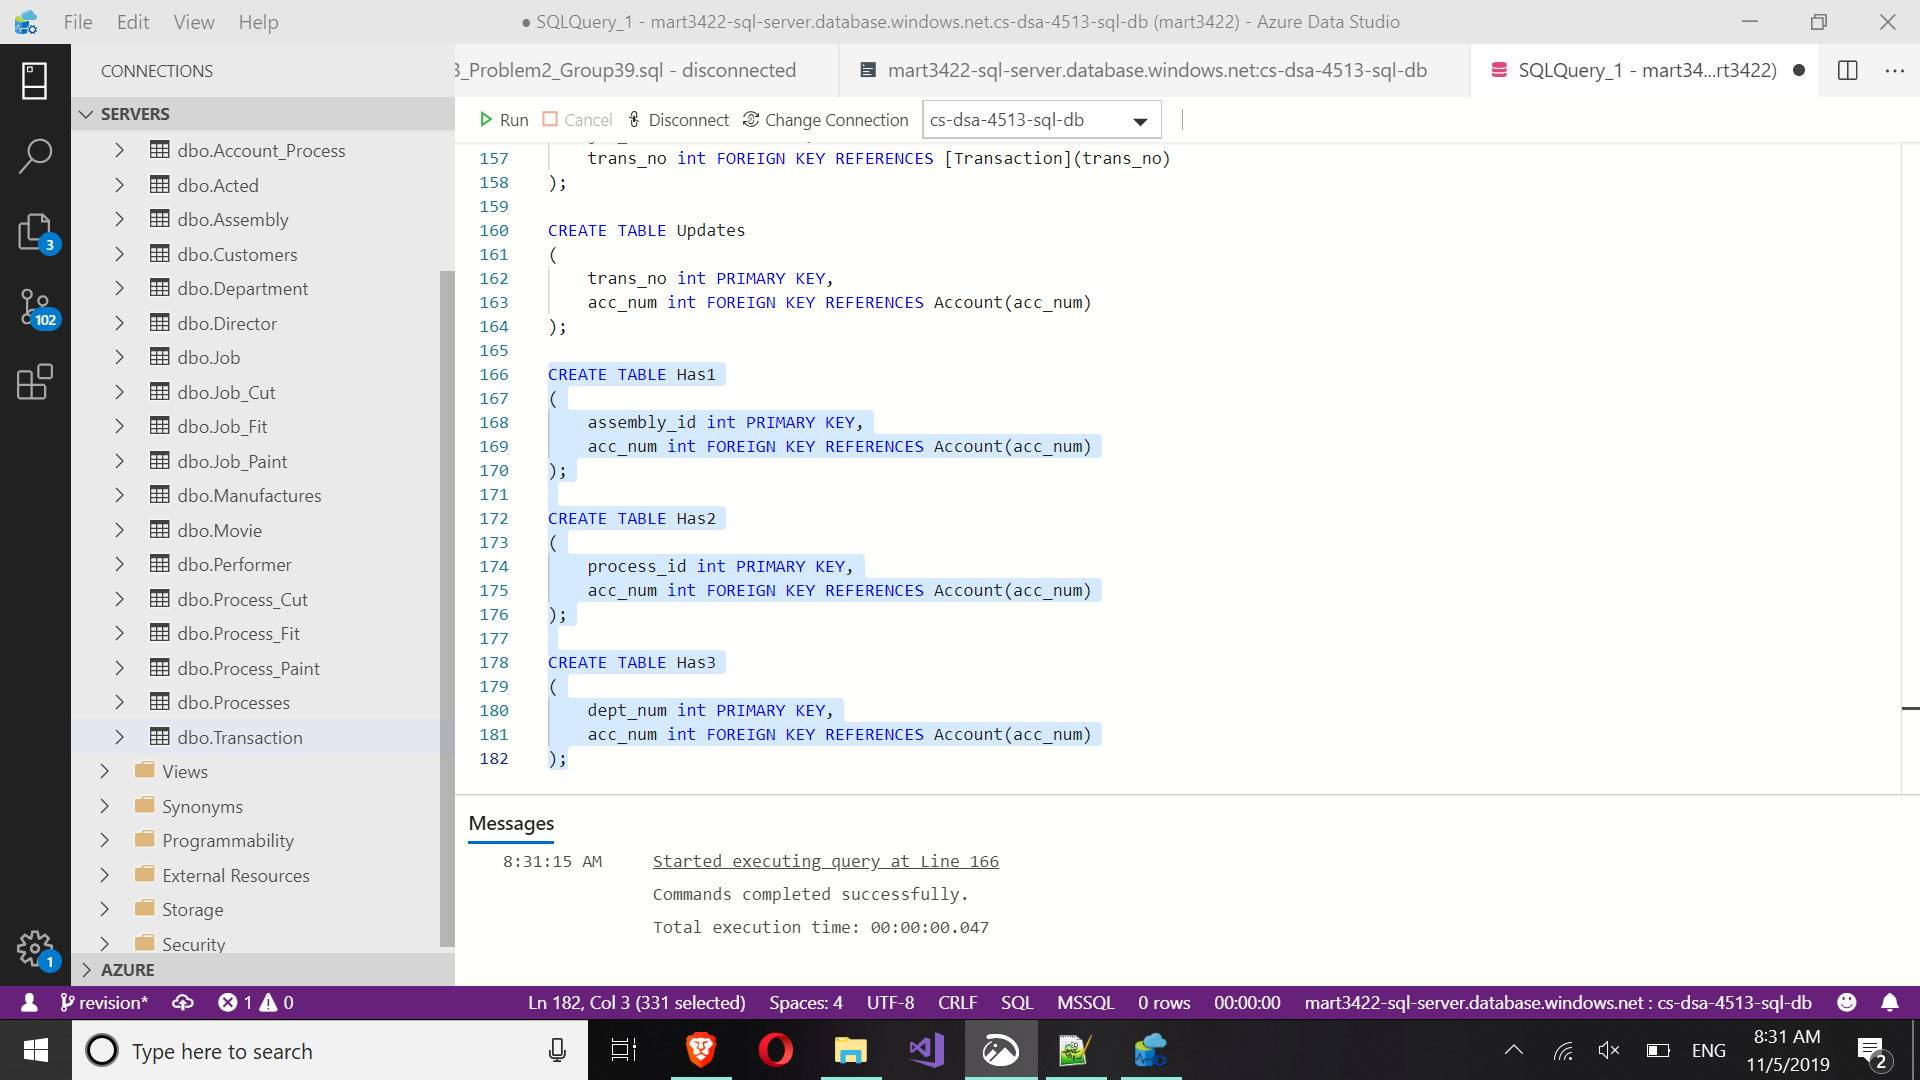 File Edit View Help
● SQLQuery_1 - mart3422-sql-server.database.windows.net.cs-dsa-4513-sql-db (mart3422) - Azure Data Studio
CONNECTIONS
3_Problem2_Group39.sql - disconnected
mart3422-sql-server.database.windows.net:cs-dsa-4513-sql-db
SQLQuery_1 - mart34...rt3422) ●
SERVERS
Run Cancel Disconnect Change Connection cs-dsa-4513-sql-db
dbo.Account_Process
dbo.Acted
dbo.Assembly
dbo.Customers
dbo.Department
dbo.Director
dbo.Job
dbo.Job_Cut
dbo.Job_Fit
dbo.Job_Paint
dbo.Manufactures
dbo.Movie
dbo.Performer
dbo.Process_Cut
dbo.Process_Fit
dbo.Process_Paint
dbo.Processes
dbo.Transaction
Views
Synonyms
Programmability
External Resources
Storage
Security
AZURE
3
102
1
157 trans_no int FOREIGN KEY REFERENCES [Transaction](trans_no)
158 );
159
160 CREATE TABLE Updates
161 (
162 trans_no int PRIMARY KEY,
163 acc_num int FOREIGN KEY REFERENCES Account(acc_num)
164 );
165
166 CREATE TABLE Has1
167 (
168 assembly_id int PRIMARY KEY,
169 acc_num int FOREIGN KEY REFERENCES Account(acc_num)
170 );
171
172 CREATE TABLE Has2
173 (
174 process_id int PRIMARY KEY,
175 acc_num int FOREIGN KEY REFERENCES Account(acc_num)
176 );
177
178 CREATE TABLE Has3
179 (
180 dept_num int PRIMARY KEY,
181 acc_num int FOREIGN KEY REFERENCES Account(acc_num)
182 );
Messages
8:31:15 AM Started executing query at Line 166
Commands completed successfully.
Total execution time: 00:00:00.047
revision* 1 0 Ln 182, Col 3 (331 selected) Spaces: 4 UTF-8 CRLF SQL MSSQL 0 rows 00:00:00 mart3422-sql-server.database.windows.net : cs-dsa-4513-sql-db
Type here to search
ENG
8:31 AM
11/5/2019
2